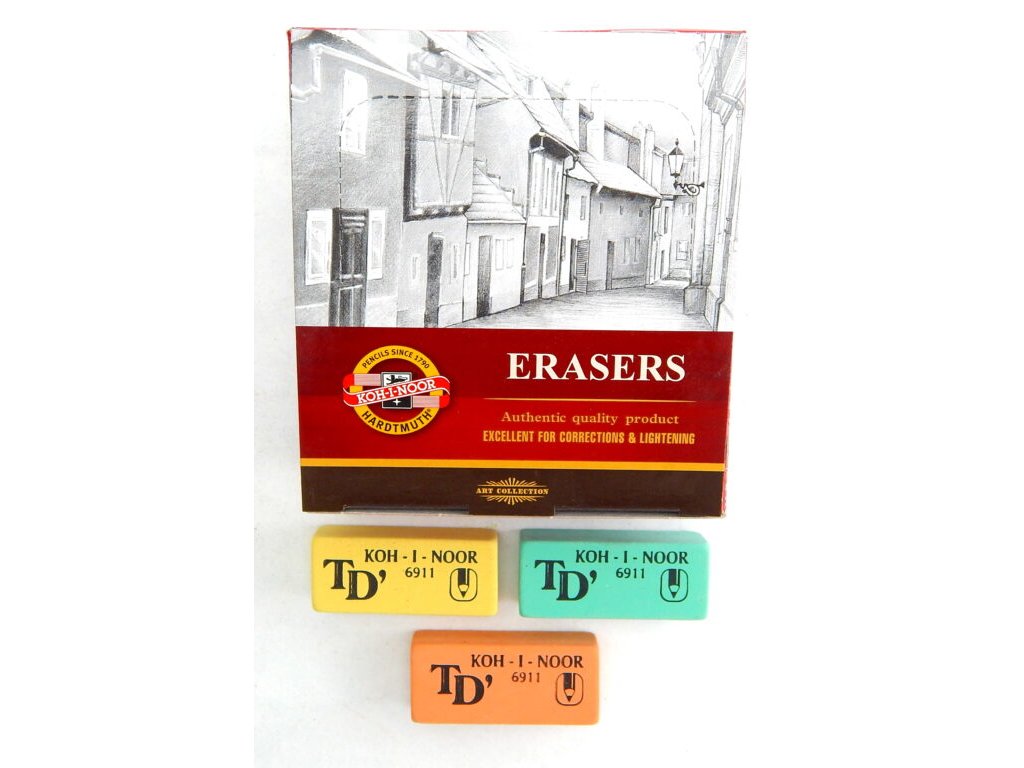 ERASERS
PENCILS SINCE 1790
KOH-I-NOOR
HARDTMUTH®
Authentic quality product
EXCELLENT FOR CORRECTIONS & LIGHTENING
ART COLLECTION
KOH - I - NOOR
TD' 6911
KOH - I - NOOR
TD' 6911
KOH - I - NOOR
TD' 6911